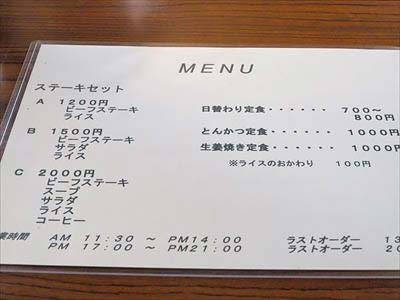 MENU
ステーキセット
A 1200円
ビーフステーキ
ライス
B 1500円
ビーフステーキ
サラダ
ライス
C 2000円
ビーフステーキ
スープ
サラダ
ライス
コーヒー
日替わり定食・・・・・・ 700～
800円
とんかつ定食・・・・・・ 1000円
生姜焼き定食・・・・・・ 1000円
※ライスのおかわり 100円
業時間 AM 11:30 ～ PM14:00 ラストオーダー 13
PM 17:00 ～ PM21:00 ラストオーダー 20